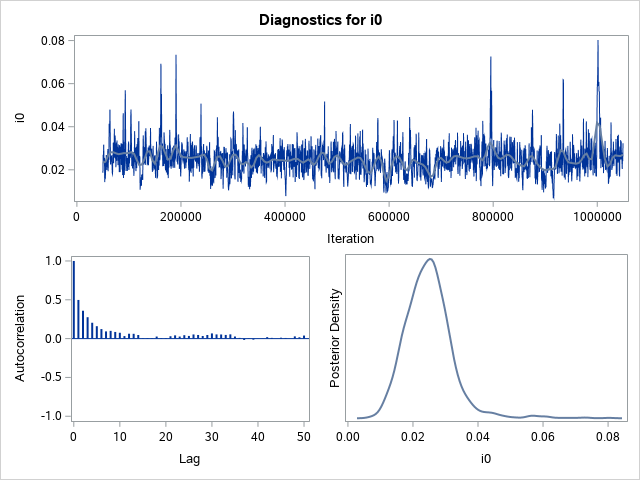 Diagnostics for i0
0.08
0.06
0.04
0.02
i0
0 200000 400000 600000 800000 1000000
Iteration
1.0
0.5
0.0
-0.5
-1.0
Autocorrelation
0 10 20 30 40 50
Lag
Posterior Density
0.00 0.02 0.04 0.06 0.08
i0